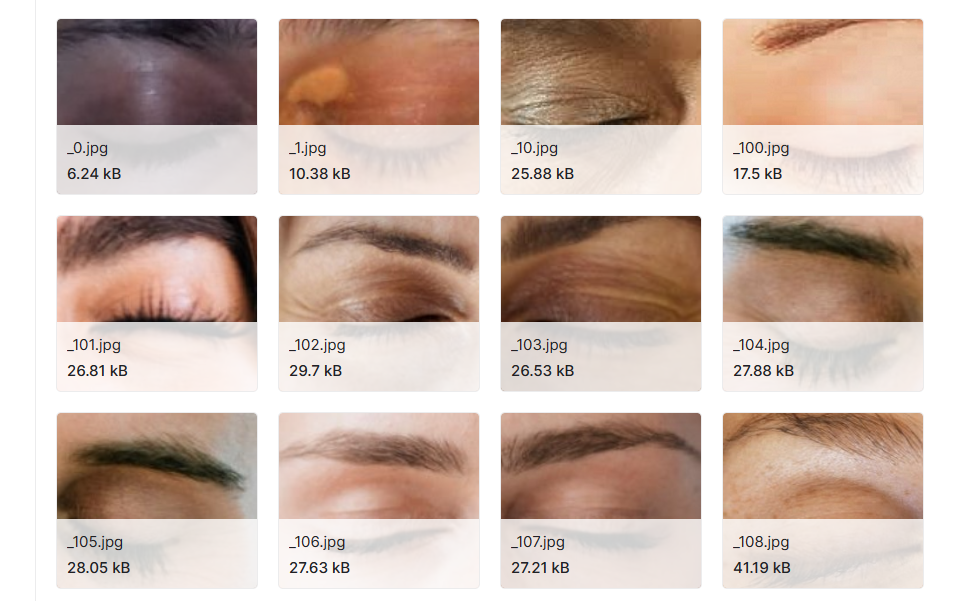 _0.jpg
6.24 kB
_1.jpg
10.38 kB
_10.jpg
25.88 kB
_100.jpg
17.5 kB
_101.jpg
26.81 kB
_102.jpg
29.7 kB
_103.jpg
26.53 kB
_104.jpg
27.88 kB
_105.jpg
28.05 kB
_106.jpg
27.63 kB
_107.jpg
27.21 kB
_108.jpg
41.19 kB